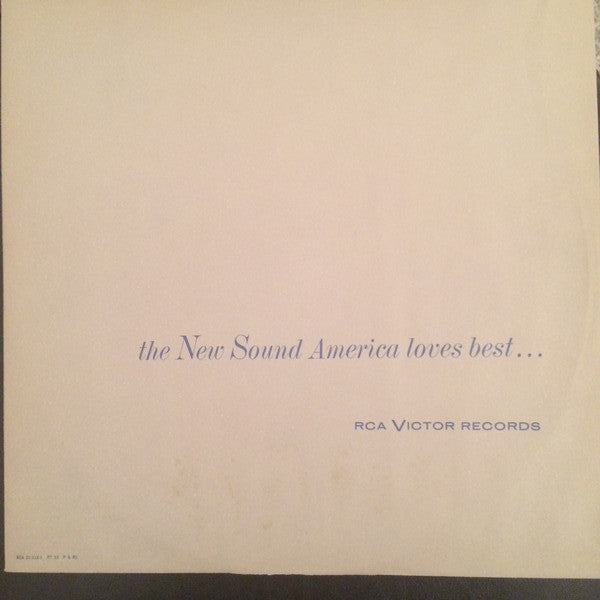 the New Sound America loves best...
RCA VICTOR RECORDS